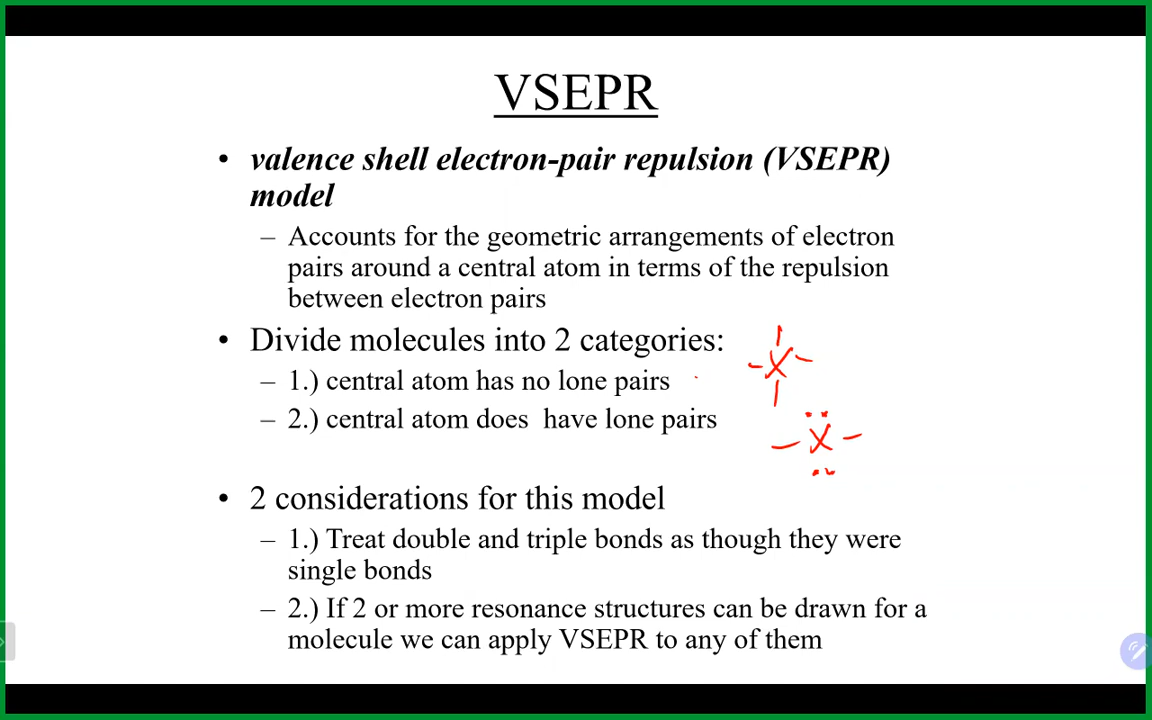 VSEPR
• valence shell electron-pair repulsion (VSEPR)
model
– Accounts for the geometric arrangements of electron
pairs around a central atom in terms of the repulsion
between electron pairs
• Divide molecules into 2 categories:
– 1.) central atom has no lone pairs
– 2.) central atom does  have lone pairs
X
X
• 2 considerations for this model
– 1.) Treat double and triple bonds as though they were
single bonds
– 2.) If 2 or more resonance structures can be drawn for a
molecule we can apply VSEPR to any of them